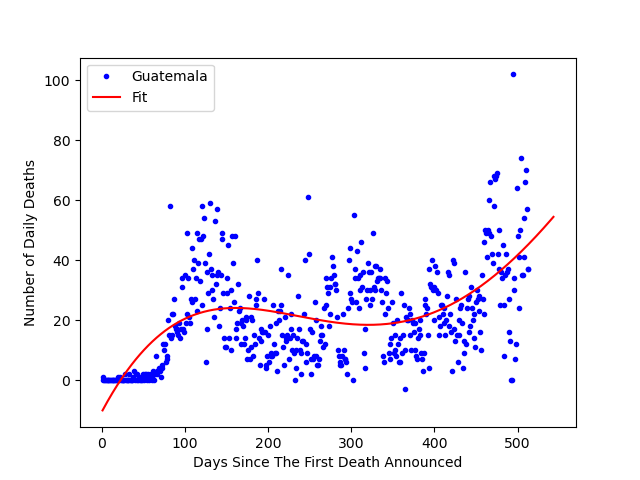 Guatemala
Fit
100
80
60
40
20
0
Number of Daily Deaths
0 100 200 300 400 500
Days Since The First Death Announced